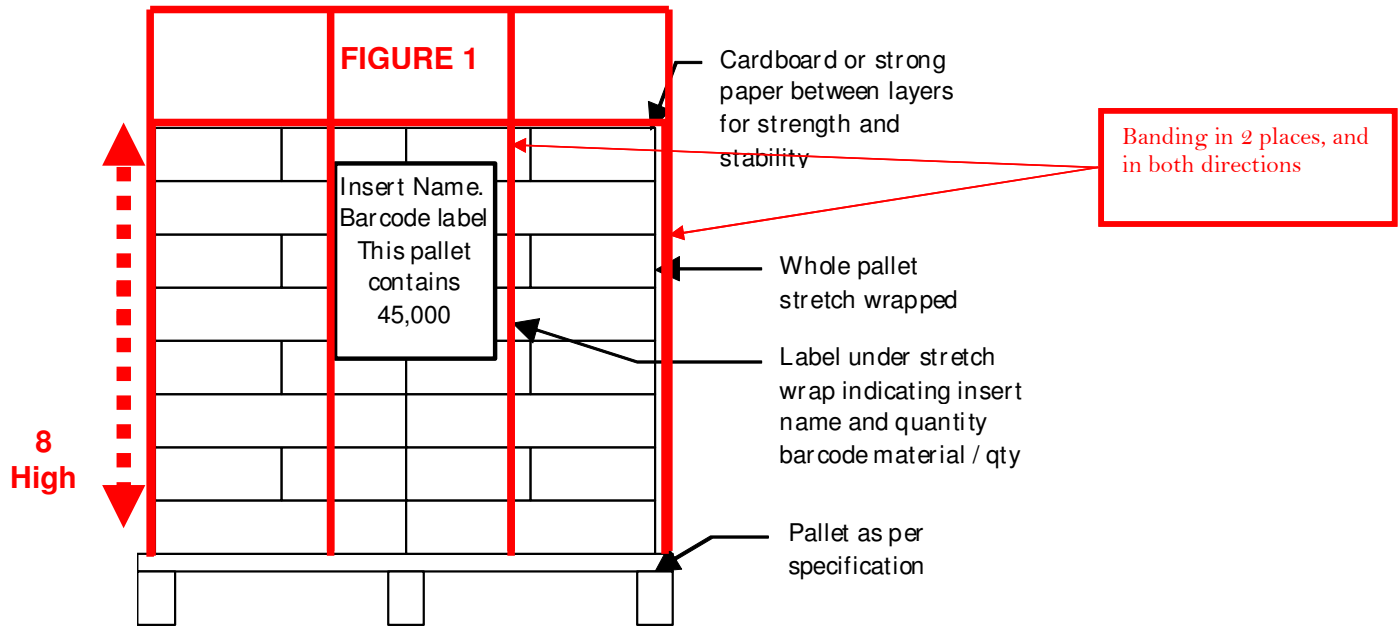 FIGURE 1
Cardboard or strong
paper between layers
for strength and
stability
Banding in 2 places, and
in both directions
Insert Name.
Barcode label
This pallet
contains
45,000
Whole pallet
stretch wrapped
Label under stretch
wrap indicating insert
name and quantity
barcode material / qty
8
High
Pallet as per
specification